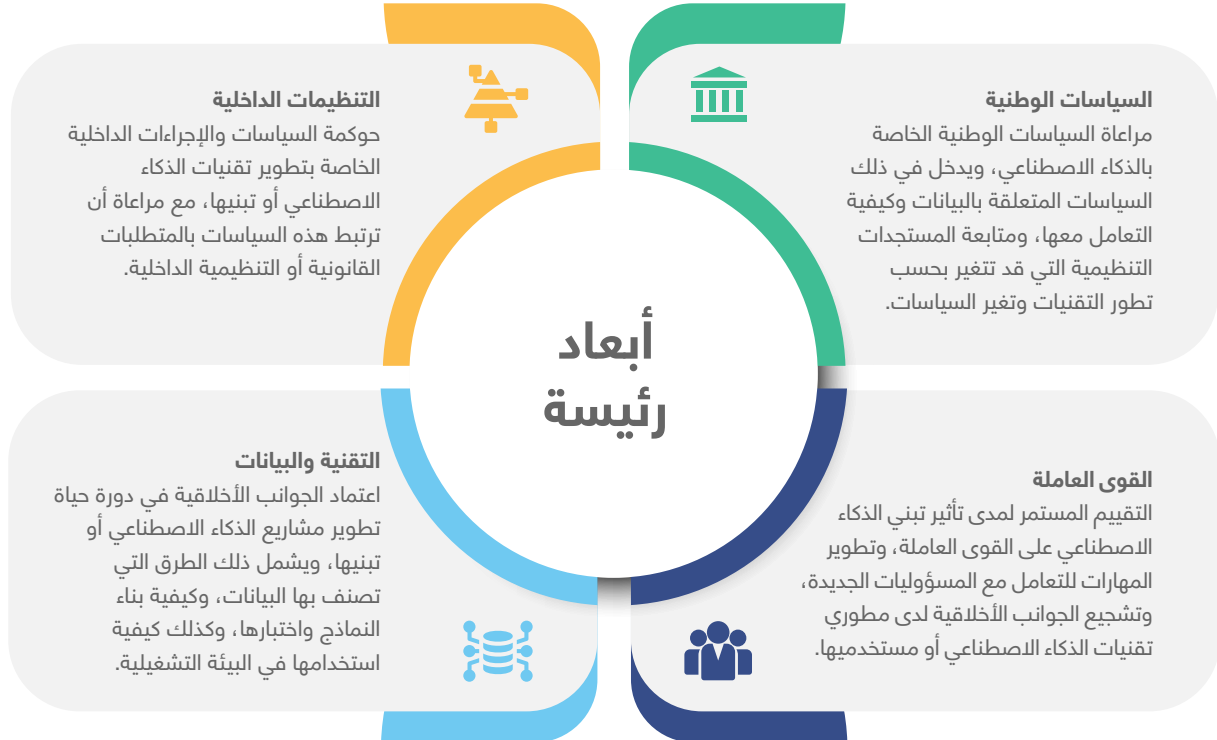 السياسات الوطنية
مراعاة السياسات الوطنية الخاصة
بالذكاء الاصطناعي، ويدخل في ذلك
السياسات المتعلقة بالبيانات وكيفية
التعامل معها، ومتابعة المستجدات
التنظيمية التي قد تتغير بحسب
تطور التقنيات وتغير السياسات.
التنظيمات الداخلية
حوكمة السياسات والإجراءات الداخلية
الخاصة بتطوير تقنيات الذكاء
الاصطناعي أو تبنيها، مع مراعاة أن
ترتبط هذه السياسات بالمتطلبات
القانونية أو التنظيمية الداخلية.
أبعاد
رئيسة
القوى العاملة
التقييم المستمر لمدى تأثير تبني الذكاء
الاصطناعي على القوى العاملة، وتطوير
المهارات للتعامل مع المسؤوليات الجديدة،
وتشجيع الجوانب الأخلاقية لدى مطوري
تقنيات الذكاء الاصطناعي أو مستخدميها.
التقنية والبيانات
اعتماد الجوانب الأخلاقية في دورة حياة
تطوير مشاريع الذكاء الاصطناعي أو
تبنيها، ويشمل ذلك الطرق التي
تصنف بها البيانات، وكيفية بناء
النماذج واختبارها، وكذلك كيفية
استخدامها في البيئة التشغيلية.